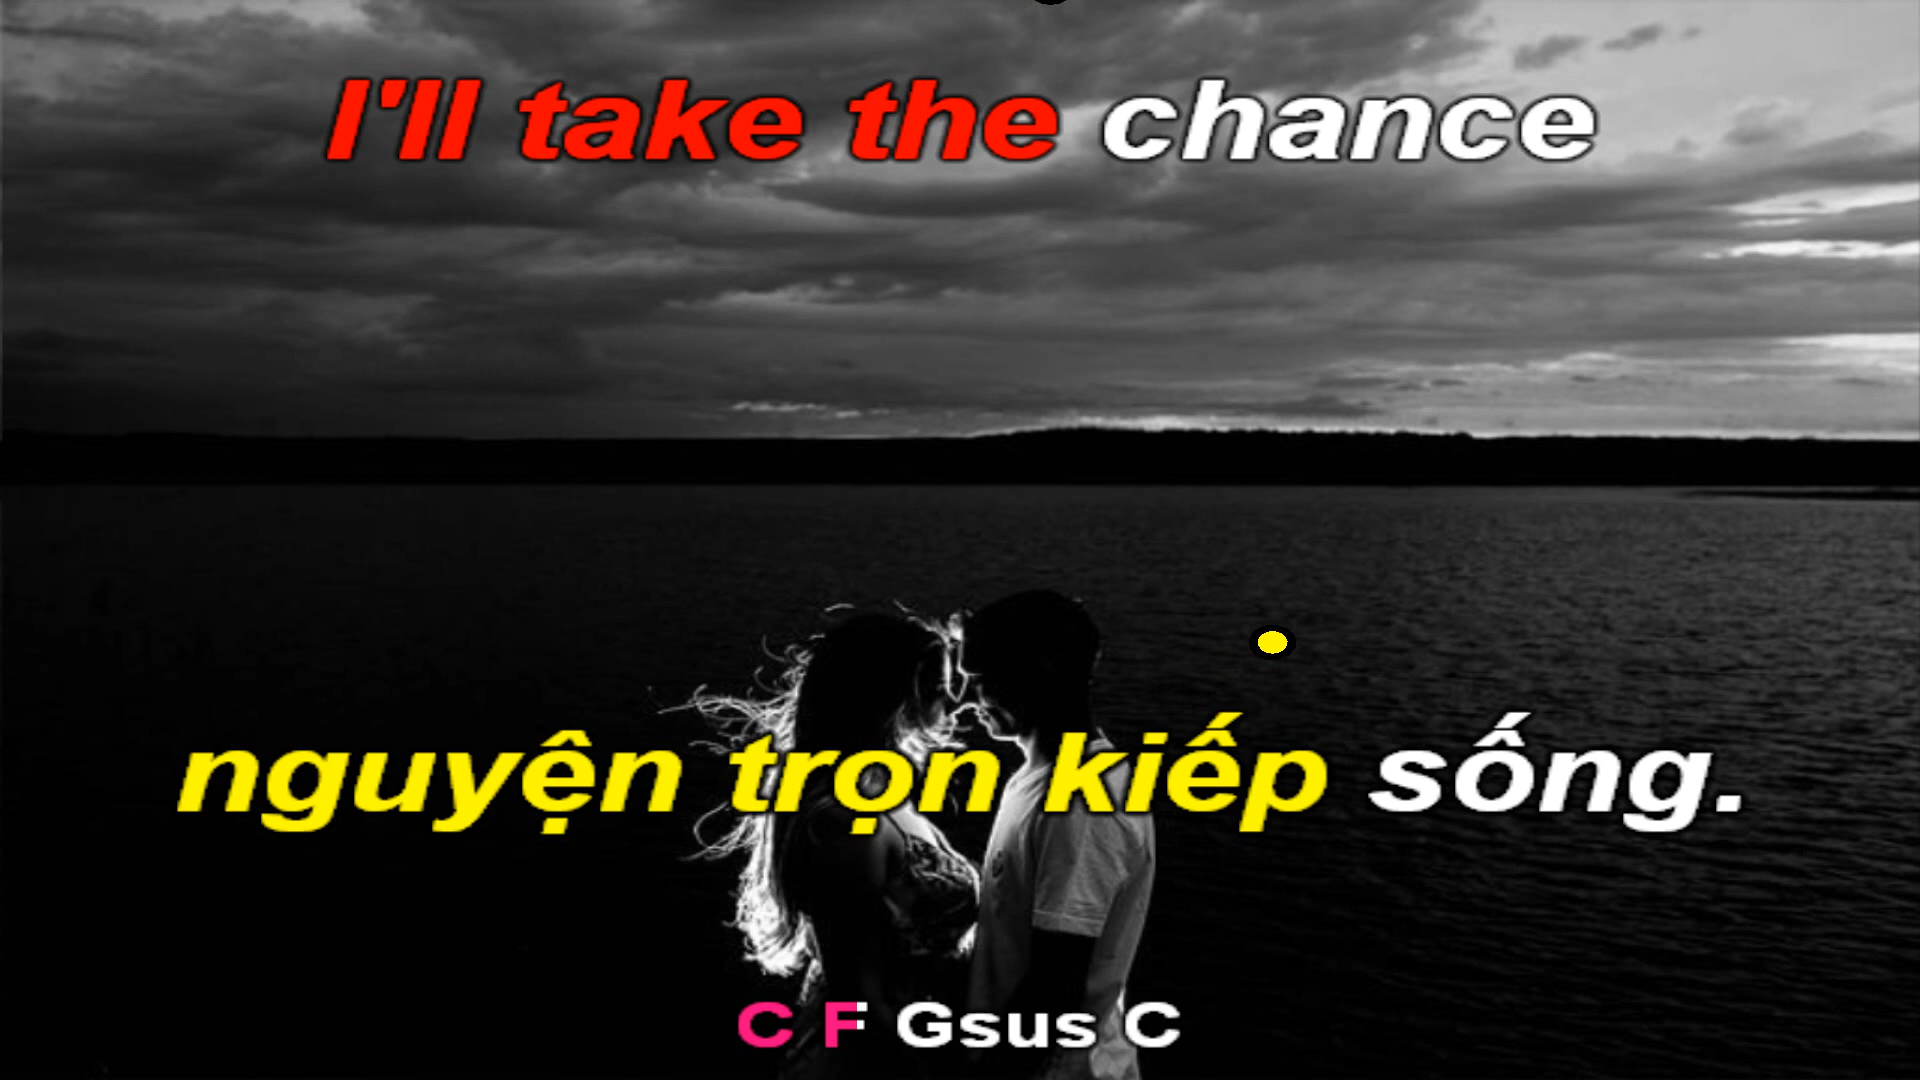 I'll take the chance
nguyện trọn kiếp sống.
C F Gsus C